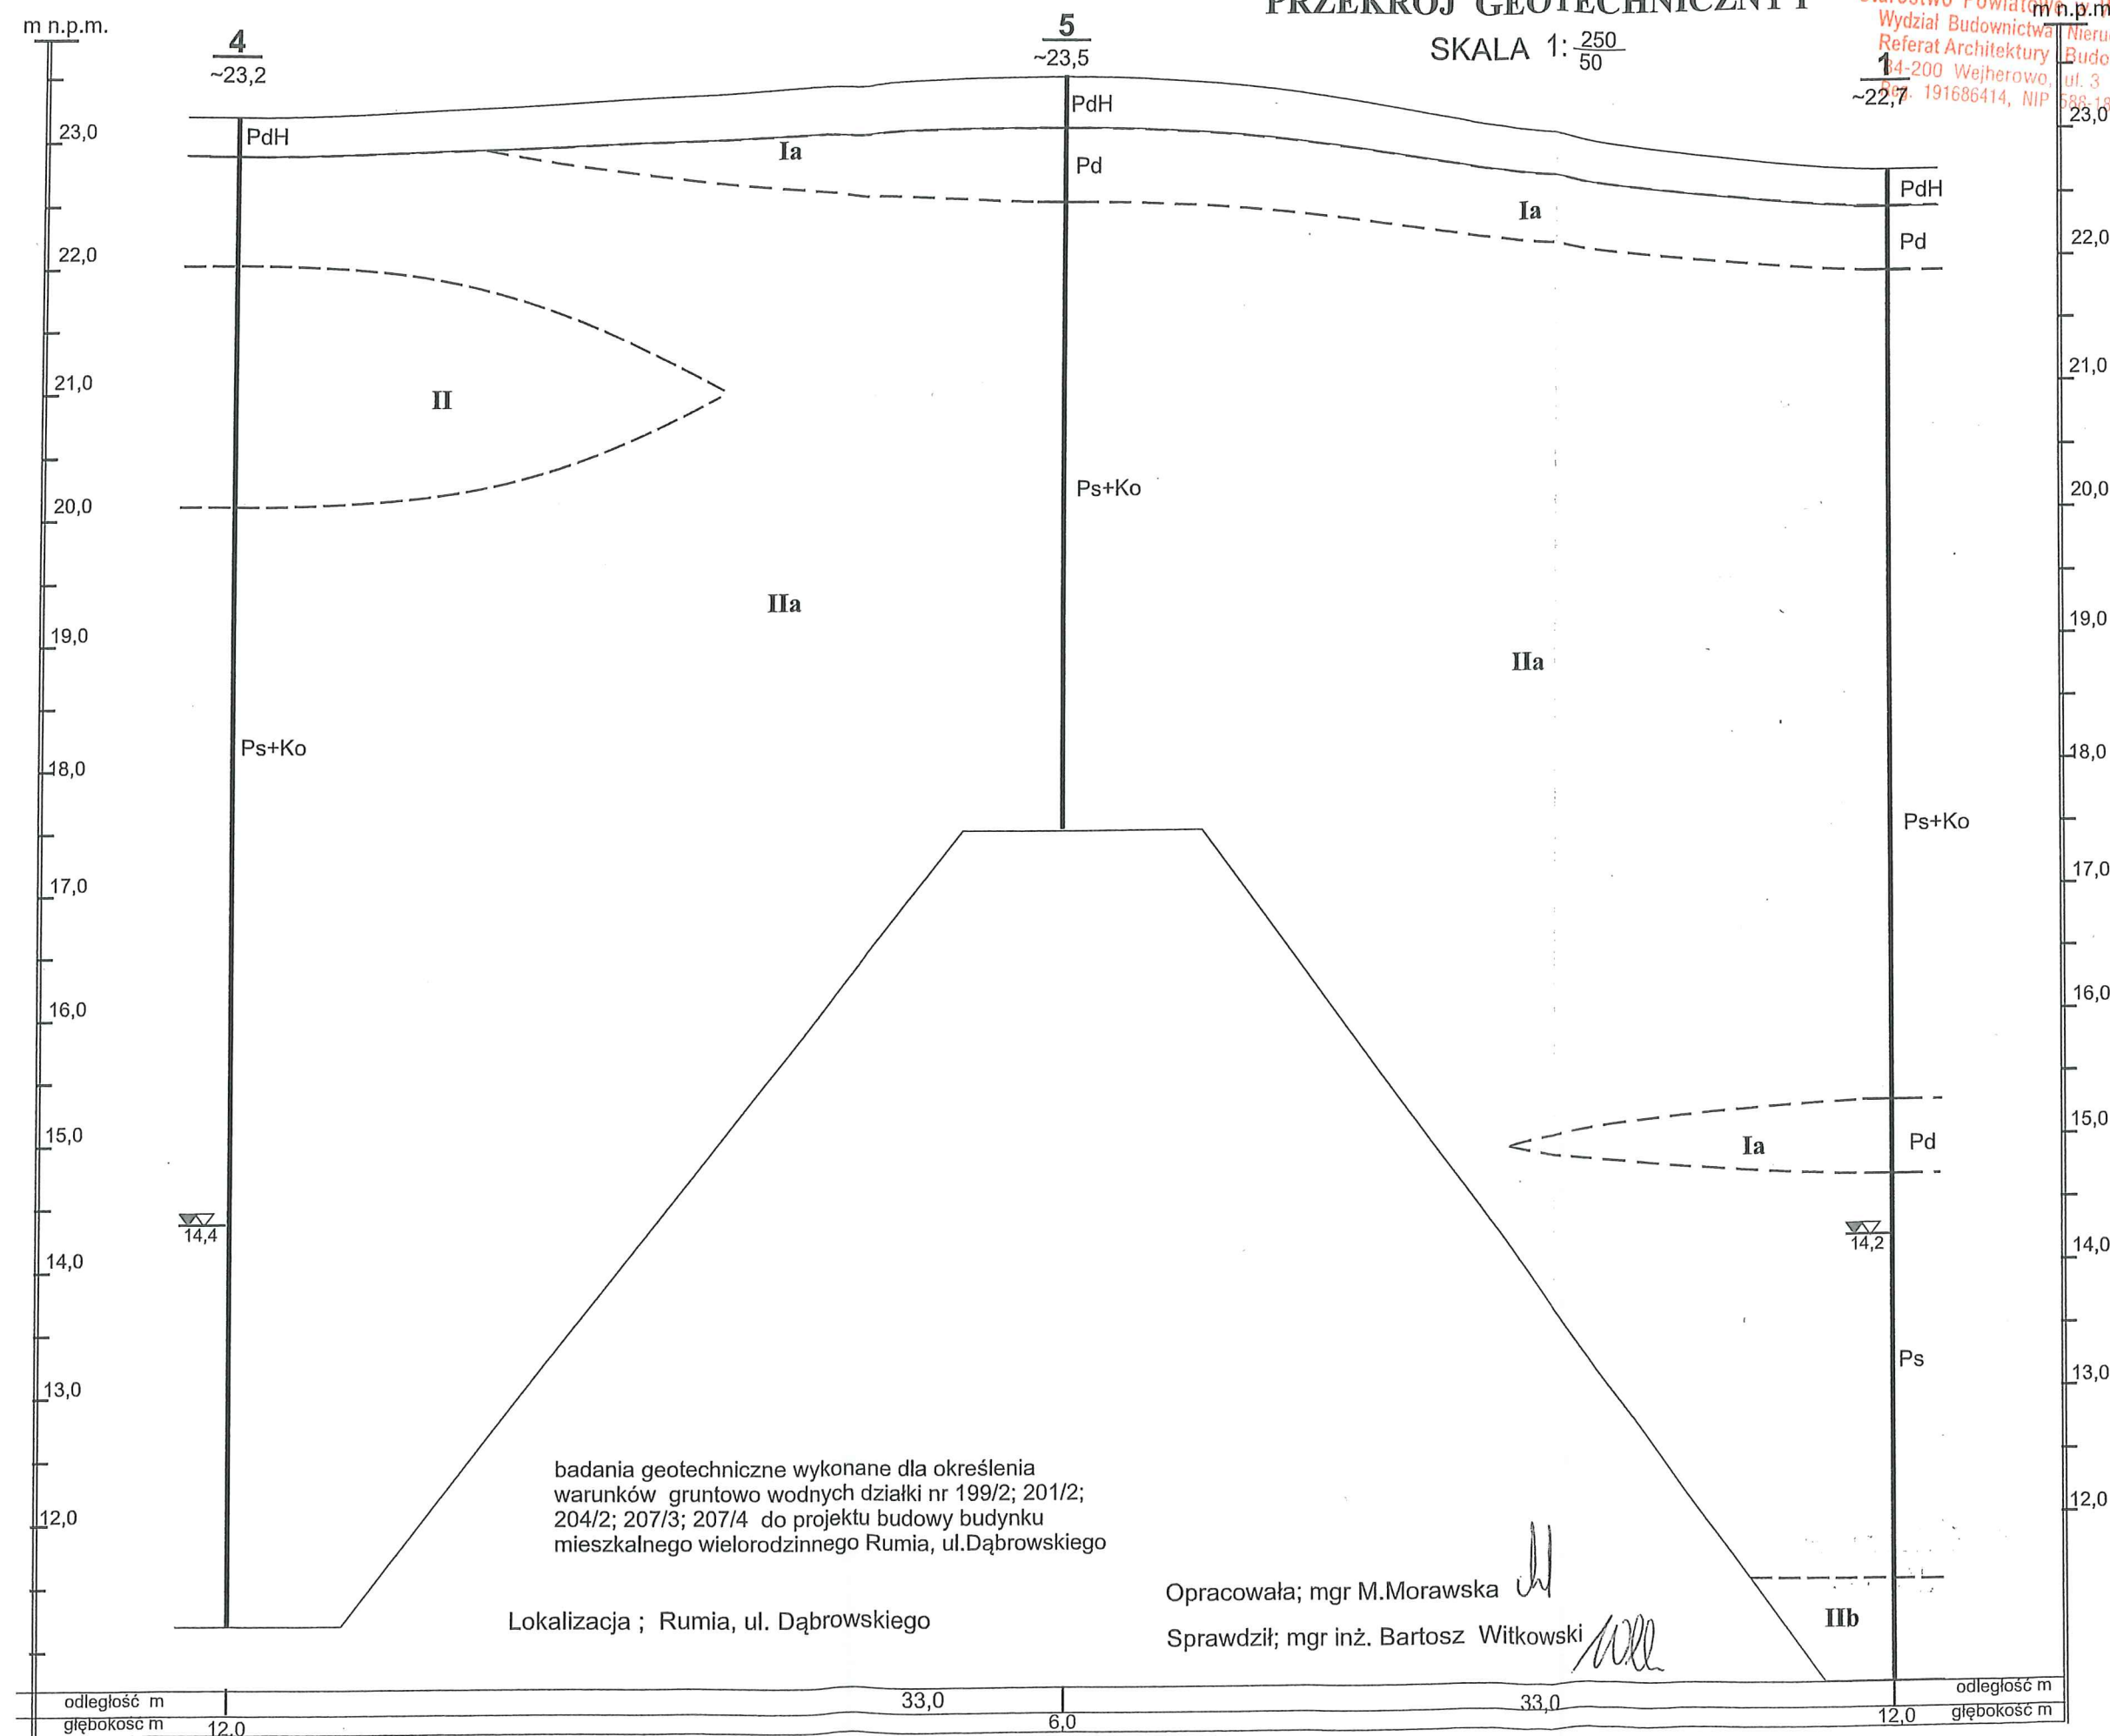 PRZEKRÓJ GEOTECHNICZNY I
SKALA 1: 250
50
Wydział Budownictwa
Referat Architektury
84-200 Wejherowo, ul. 3
Reg. 191686414, NIP
m n.p.m.
m n.p.m
4
~23,2
5
~23,5
1
~22,7
23,0
22,0
21,0
20,0
19,0
18,0
17,0
16,0
15,0
14,0
13,0
12,0
PdH
Ps+Ko
14,4
II
Ia
IIa
PdH
Pd
Ps+Ko
Ia
IIa
Ia
IIb
PdH
Pd
Ps+Ko
Pd
14,2
Ps
23,0
22,0
21,0
20,0
19,0
18,0
17,0
16,0
15,0
14,0
13,0
12,0
badania geotechniczne wykonane dla określenia
warunków gruntowo wodnych działki nr 199/2; 201/2;
204/2; 207/3; 207/4 do projektu budowy budynku
mieszkalnego wielorodzinnego Rumia, ul.Dąbrowskiego
Lokalizacja ; Rumia, ul. Dąbrowskiego
Opracowała; mgr M.Morawska
Sprawdził; mgr inż. Bartosz Witkowski
odległość m 33,0 33,0 odległość m
głębokość m 12,0 6,0 12,0 głębokość m